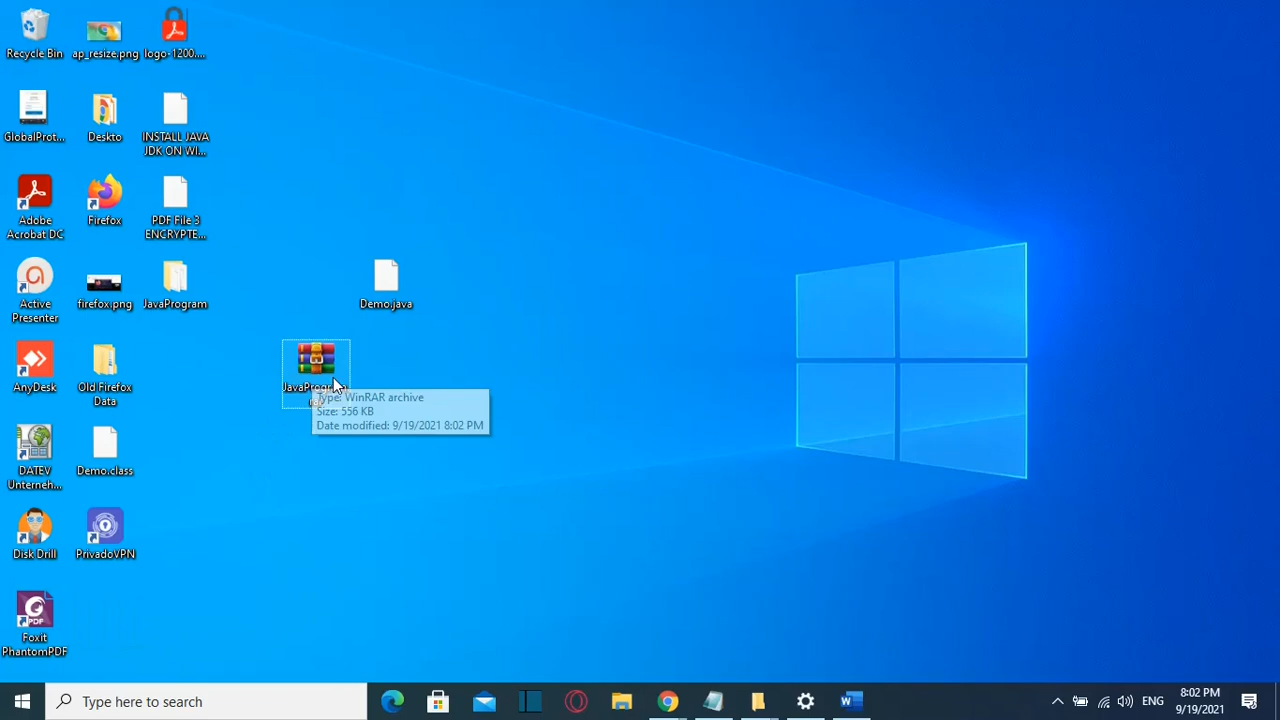 Recycle Bin
ap_resize.png
logo-1200....
GlobalProt...
Deskto
INSTALL JAVA
JDK ON WI...
Adobe
Acrobat DC
Firefox
PDF File 3
ENCRYPTE...
Active
Presenter
firefox.png
JavaProgram
Demo.java
AnyDesk
Old Firefox
Data
Type: WinRAR archive
Size: 556 KB
Date modified: 9/19/2021 8:02 PM
DATEV
Unterneh...
Demo.class
Disk Drill
PrivadoVPN
Foxit
PhantomPDF
Type here to search
ENG
8:02 PM
9/19/2021